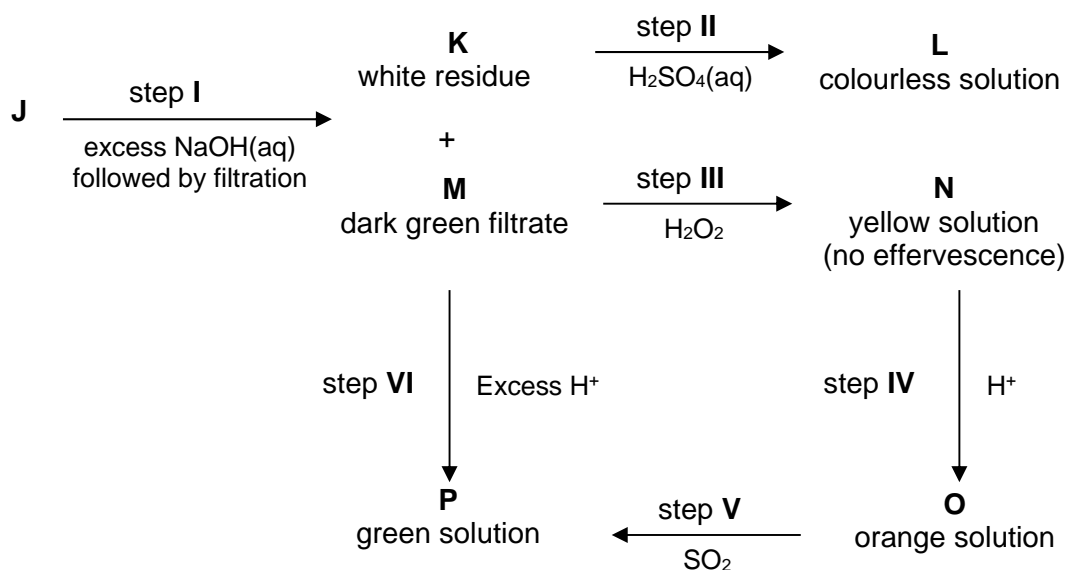 K
white residue
step II
H₂SO₄(aq)
L
colourless solution
J
step I
excess NaOH(aq)
followed by filtration
+
M
dark green filtrate
step III
H₂O₂
N
yellow solution
(no effervescence)
step VI
Excess H⁺
step IV
H⁺
P
green solution
step V
SO₂
O
orange solution